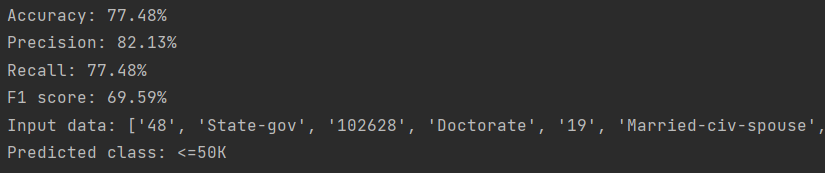 Accuracy: 77.48%
Precision: 82.13%
Recall: 77.48%
F1 score: 69.59%
Input data: ['48', 'State-gov', '102628', 'Doctorate', '19', 'Married-civ-spouse',
Predicted class: <=50K